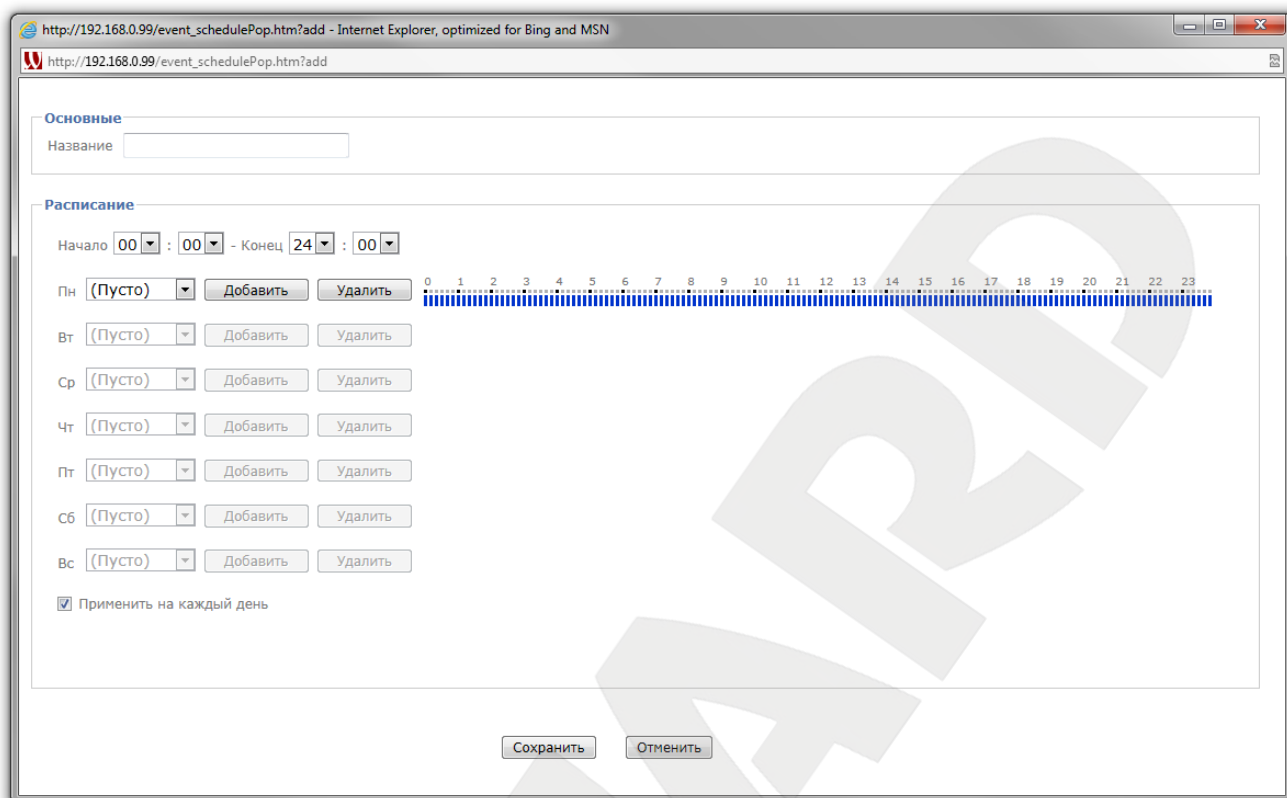 http://192.168.0.99/event_schedulePop.htm?add - Internet Explorer, optimized for Bing and MSN
http://192.168.0.99/event_schedulePop.htm?add
Основные
Название
Расписание
Начало 00 : 00 - Конец 24 : 00
0 1 2 3 4 5 6 7 8 9 10 11 12 13 14 15 16 17 18 19 20 21 22 23
Пн (Пусто) Добавить Удалить
Вт (Пусто) Добавить Удалить
Ср (Пусто) Добавить Удалить
Чт (Пусто) Добавить Удалить
Пт (Пусто) Добавить Удалить
Сб (Пусто) Добавить Удалить
Вс (Пусто) Добавить Удалить
Применить на каждый день
Сохранить Отменить
ARD